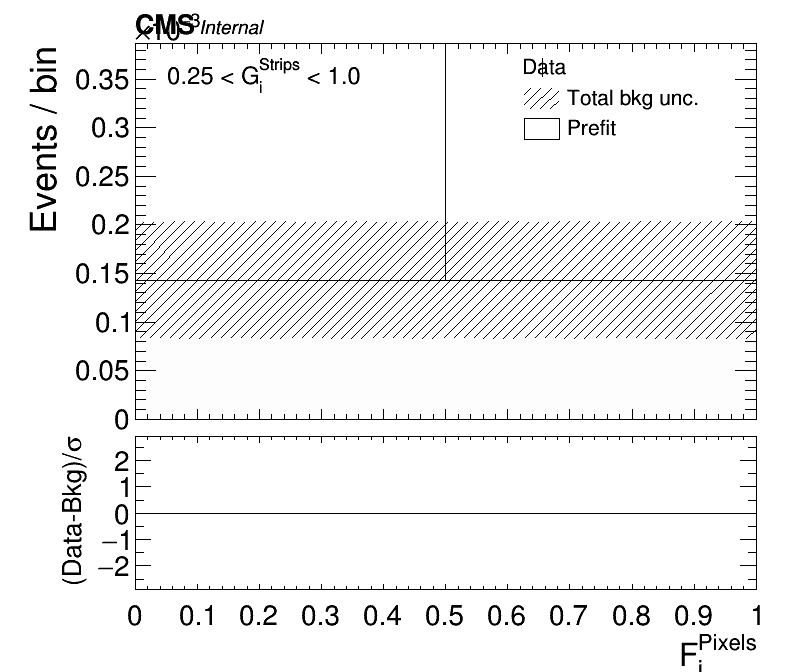 CMS Internal
×10⁻³
Events / bin
0.25 < G_i^Strips < 1.0
Data
Total bkg unc.
Prefit
0.35
0.3
0.25
0.2
0.15
0.1
0.05
0
(Data-Bkg)/σ
2
1
0
−1
−2
0 0.1 0.2 0.3 0.4 0.5 0.6 0.7 0.8 0.9 1
F_i^Pixels